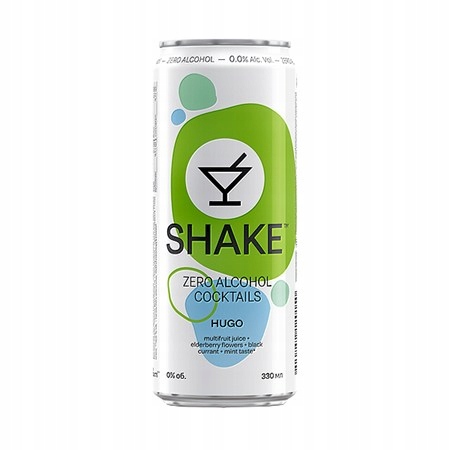 — ZERO ALCOHOL — 0.0% Alc. Vol. —
SHAKE™
ZERO ALCOHOL
COCKTAILS
HUGO
multifruit juice •
elderberry flowers • black
currant • mint taste*
0% об.
330 мл